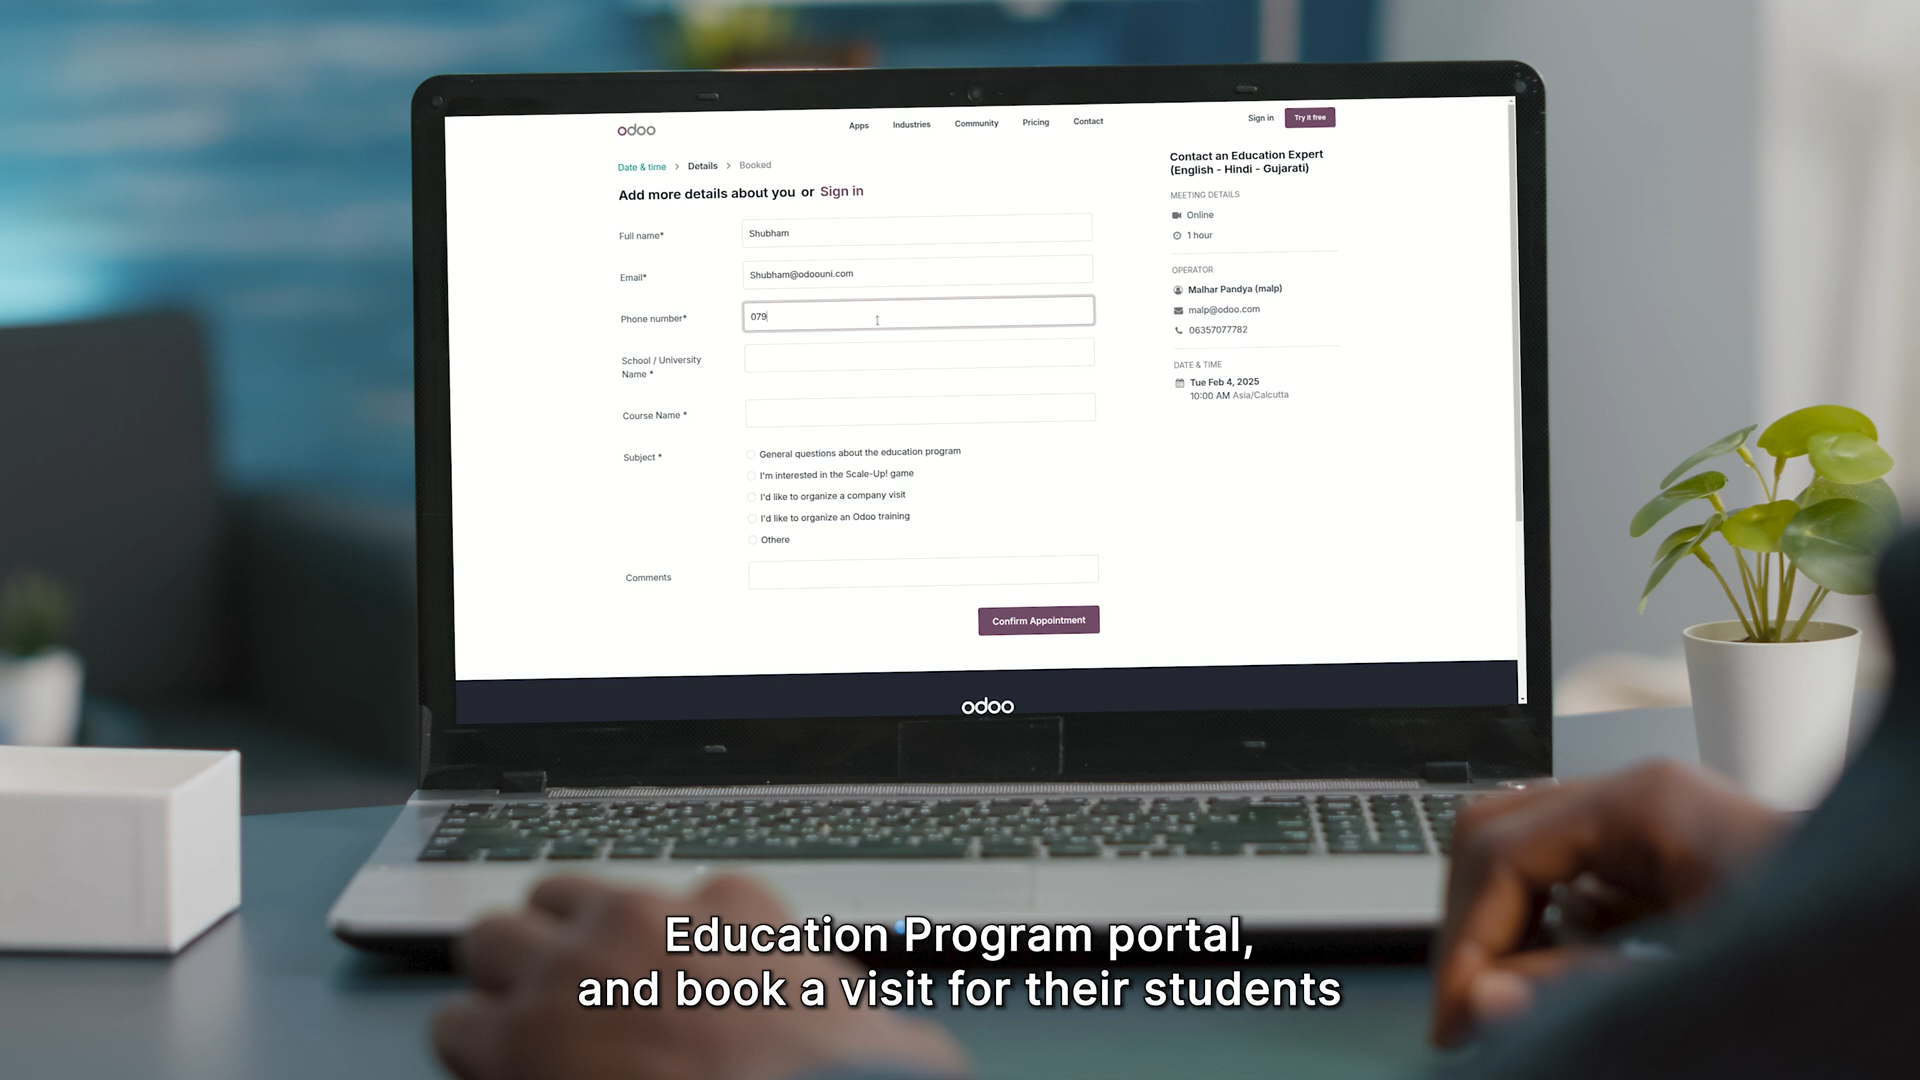 odoo
Apps Industries Community Pricing Contact
Sign in Try it free
Date & time > Details > Booked
Add more details about you or Sign in
Full name* Shubham
Email* Shubham@odoouni.com
Phone number* 079
School / University
Name *
Course Name *
Subject * General questions about the education program
I'm interested in the Scale-Up! game
I'd like to organize a company visit
I'd like to organize an Odoo training
Othere
Comments
Confirm Appointment
Contact an Education Expert
(English - Hindi - Gujarati)
MEETING DETAILS
Online
1 hour
OPERATOR
Malhar Pandya (malp)
malp@odoo.com
06357077782
DATE & TIME
Tue Feb 4, 2025
10:00 AM Asia/Calcutta
odoo
Education Program portal,
and book a visit for their students